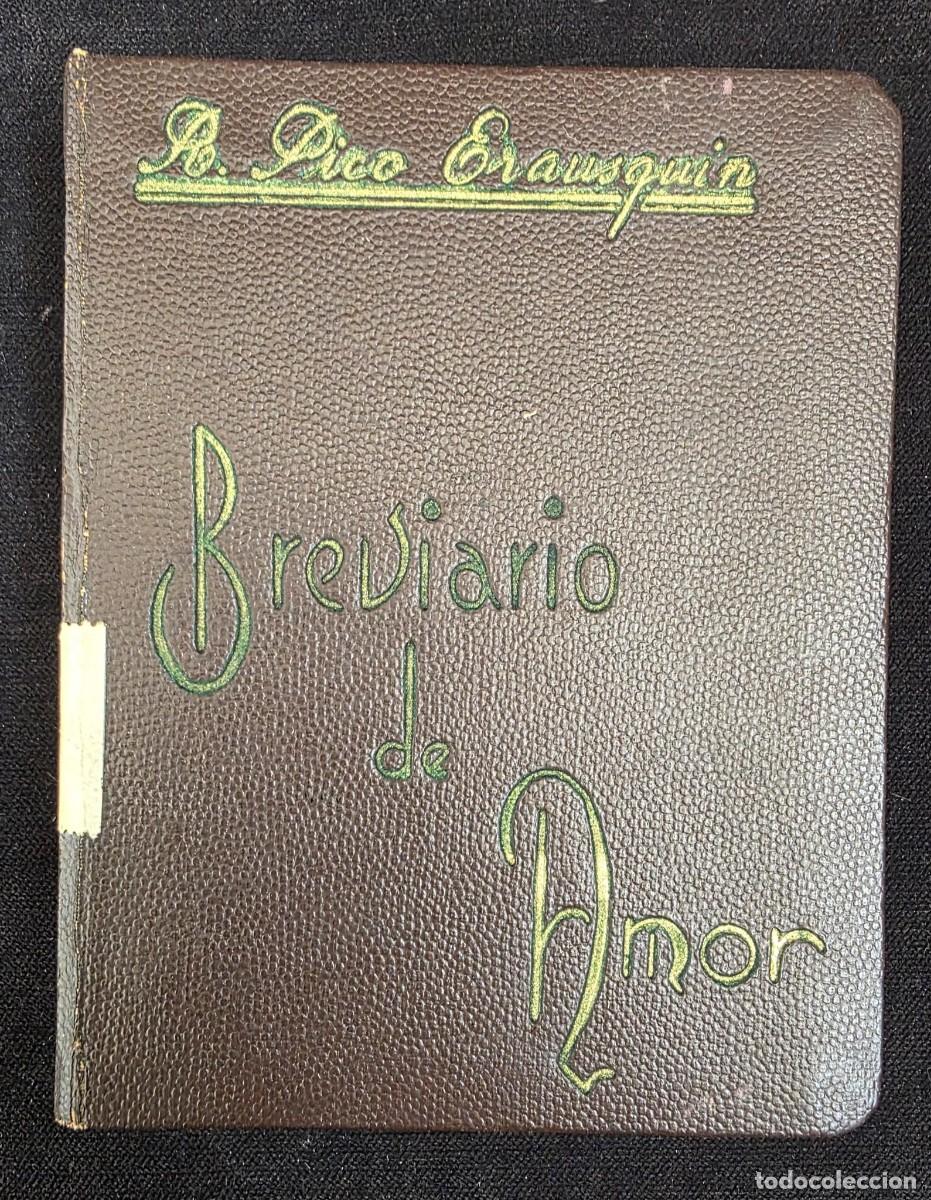 R. Pico Erausquin
Breviario
de
Amor
todocoleccion